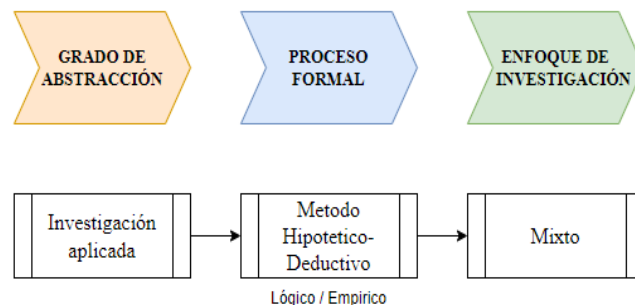 GRADO DE
ABSTRACCIÓN
PROCESO
FORMAL
ENFOQUE DE
INVESTIGACIÓN
Investigación
aplicada
Metodo
Hipotetico-
Deductivo
Mixto
Lógico / Empirico